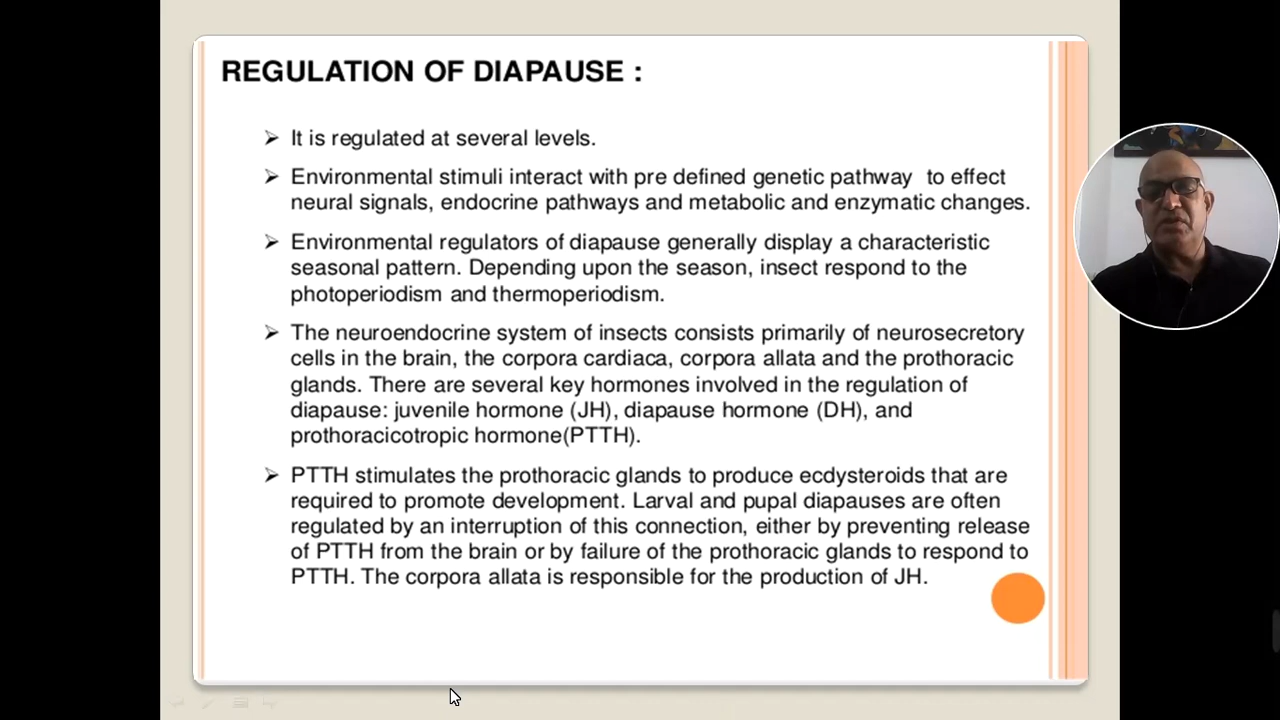 REGULATION OF DIAPAUSE :
➢ It is regulated at several levels.
➢ Environmental stimuli interact with pre defined genetic pathway to effect
neural signals, endocrine pathways and metabolic and enzymatic changes.
➢ Environmental regulators of diapause generally display a characteristic
seasonal pattern. Depending upon the season, insect respond to the
photoperiodism and thermoperiodism.
➢ The neuroendocrine system of insects consists primarily of neurosecretory
cells in the brain, the corpora cardiaca, corpora allata and the prothoracic
glands. There are several key hormones involved in the regulation of
diapause: juvenile hormone (JH), diapause hormone (DH), and
prothoracicotropic hormone(PTTH).
➢ PTTH stimulates the prothoracic glands to produce ecdysteroids that are
required to promote development. Larval and pupal diapauses are often
regulated by an interruption of this connection, either by preventing release
of PTTH from the brain or by failure of the prothoracic glands to respond to
PTTH. The corpora allata is responsible for the production of JH.